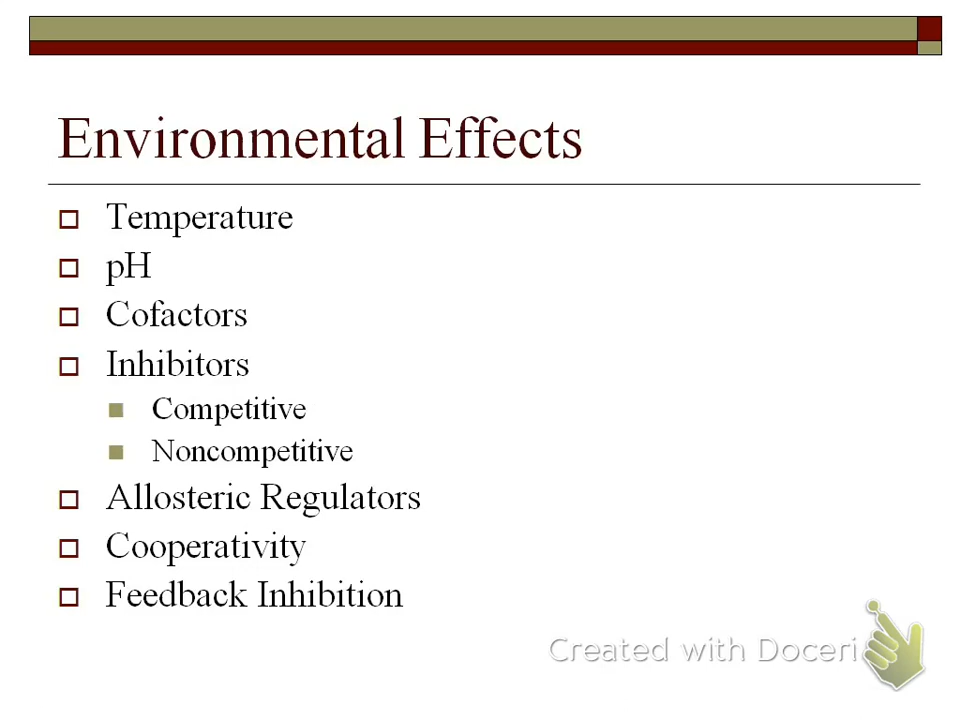 Environmental Effects
Temperature
pH
Cofactors
Inhibitors
Competitive
Noncompetitive
Allosteric Regulators
Cooperativity
Feedback Inhibition
Created with Doceri